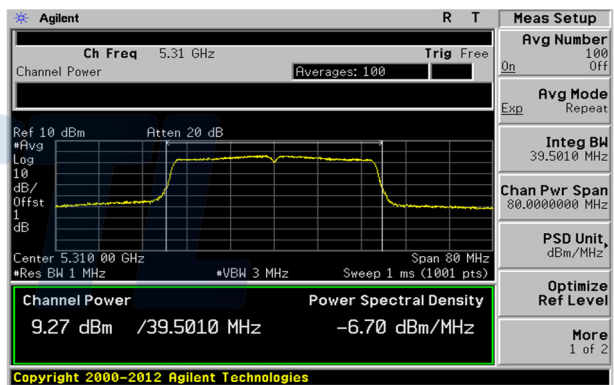 Agilent R T
Ch Freq 5.31 GHz Trig Free
Channel Power Averages: 100
Ref 10 dBm Atten 20 dB
#Avg
Log
10
dB/
Offst
1
dB
Center 5.310 00 GHz Span 80 MHz
#Res BW 1 MHz #VBW 3 MHz Sweep 1 ms (1001 pts)
Channel Power Power Spectral Density
9.27 dBm /39.5010 MHz -6.70 dBm/MHz
Copyright 2000-2012 Agilent Technologies
Meas Setup
Avg Number
100
On Off
Avg Mode
Exp Repeat
Integ BW
39.5010 MHz
Chan Pwr Span
80.0000000 MHz
PSD Unit
dBm/MHz
Optimize
Ref Level
More
1 of 2